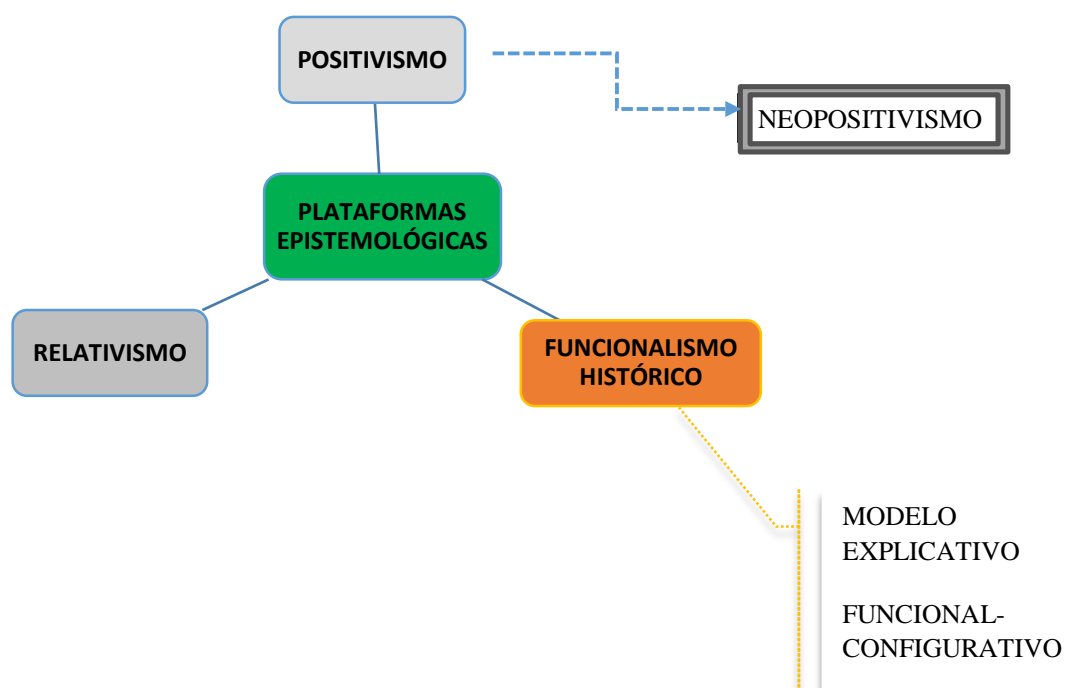 POSITIVISMO
NEOPOSITIVISMO
PLATAFORMAS
EPISTEMOLÓGICAS
RELATIVISMO
FUNCIONALISMO
HISTÓRICO
MODELO
EXPLICATIVO
FUNCIONAL-
CONFIGURATIVO